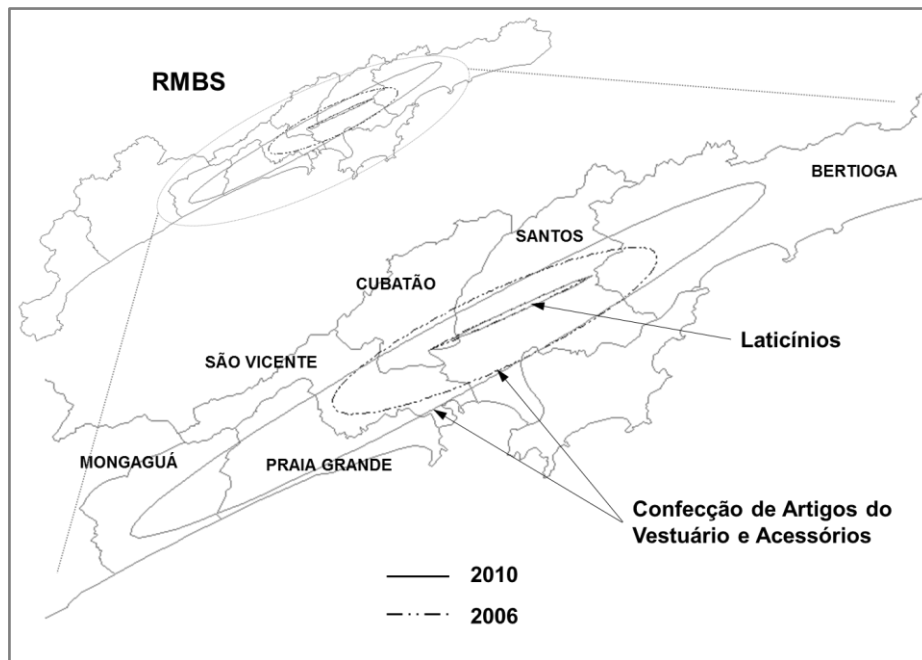 RMBS
BERTIOGA
SANTOS
CUBATÃO
Laticínios
SÃO VICENTE
MONGAGUÁ
PRAIA GRANDE
Confecção de Artigos do
Vestuário e Acessórios
2010
2006